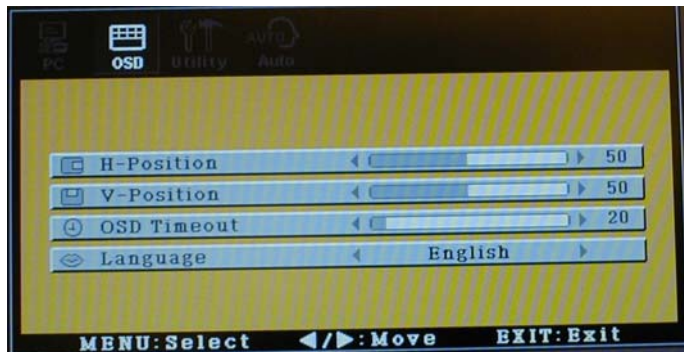 PC OSD Utility Auto
H-Position 50
V-Position 50
OSD Timeout 20
Language English
MENU:Select ◀/▶:Move EXIT:Exit